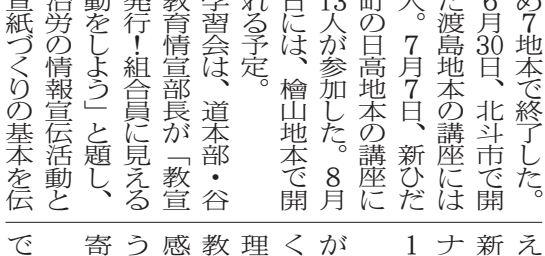 め7地本で終了した。
6月30日、北斗市で開
た渡島地本の講座には
人。7月7日、新ひだ
町の日高地本の講座に
13人が参加した。8月
日には、檜山地本で開
れる予定。
学習会は、道本部・谷
教育情宣部長が「教宣
発行！組合員に見える
動をしよう」と題し、
活労の情報宣伝活動と
宣紙づくりの基本を伝
え
新
ナ
1
が
く
理
教
感
う
寄
で